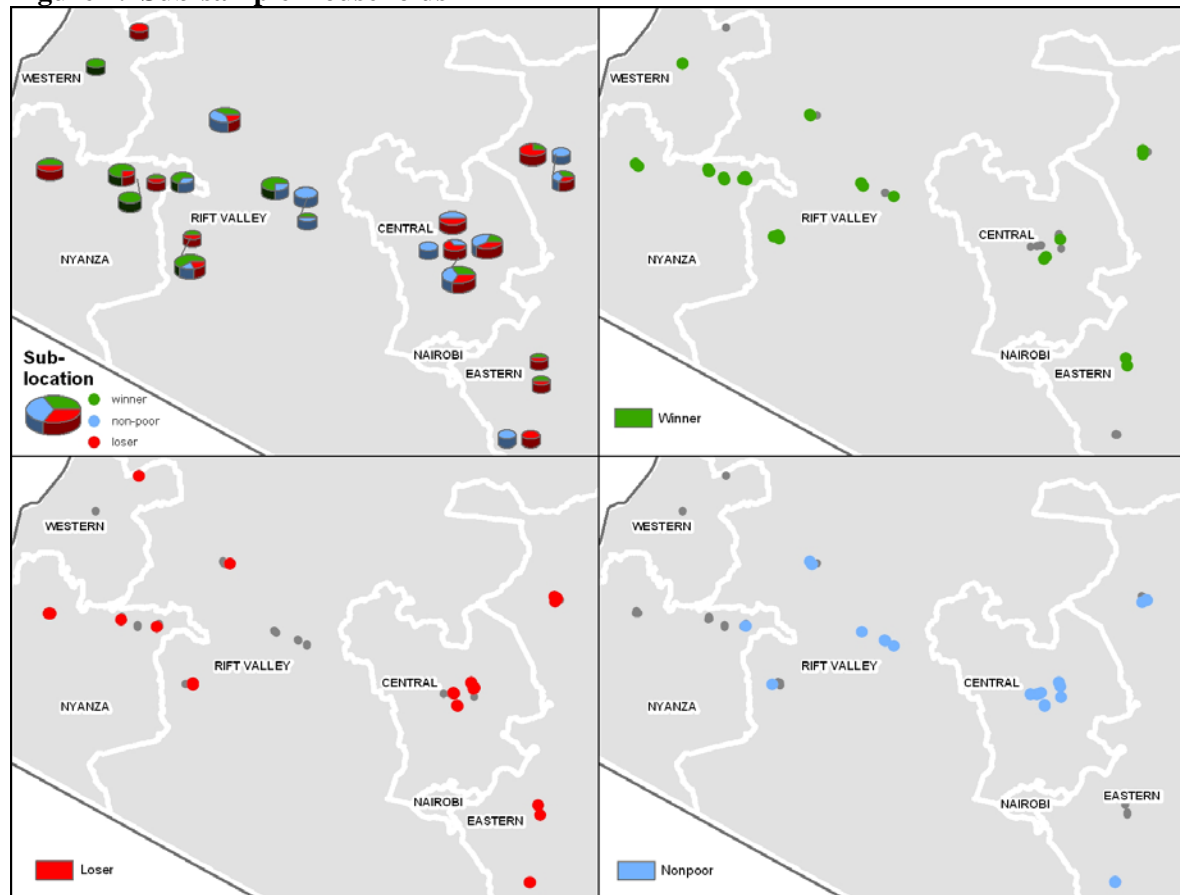 WESTERN
RIFT VALLEY
CENTRAL
NYANZA
NAIROBI
EASTERN
Sub-
location
winner
non-poor
loser
WESTERN
RIFT VALLEY
CENTRAL
NYANZA
NAIROBI
EASTERN
Winner
WESTERN
RIFT VALLEY
CENTRAL
NYANZA
NAIROBI
EASTERN
Loser
WESTERN
RIFT VALLEY
CENTRAL
NYANZA
NAIROBI
EASTERN
Nonpoor